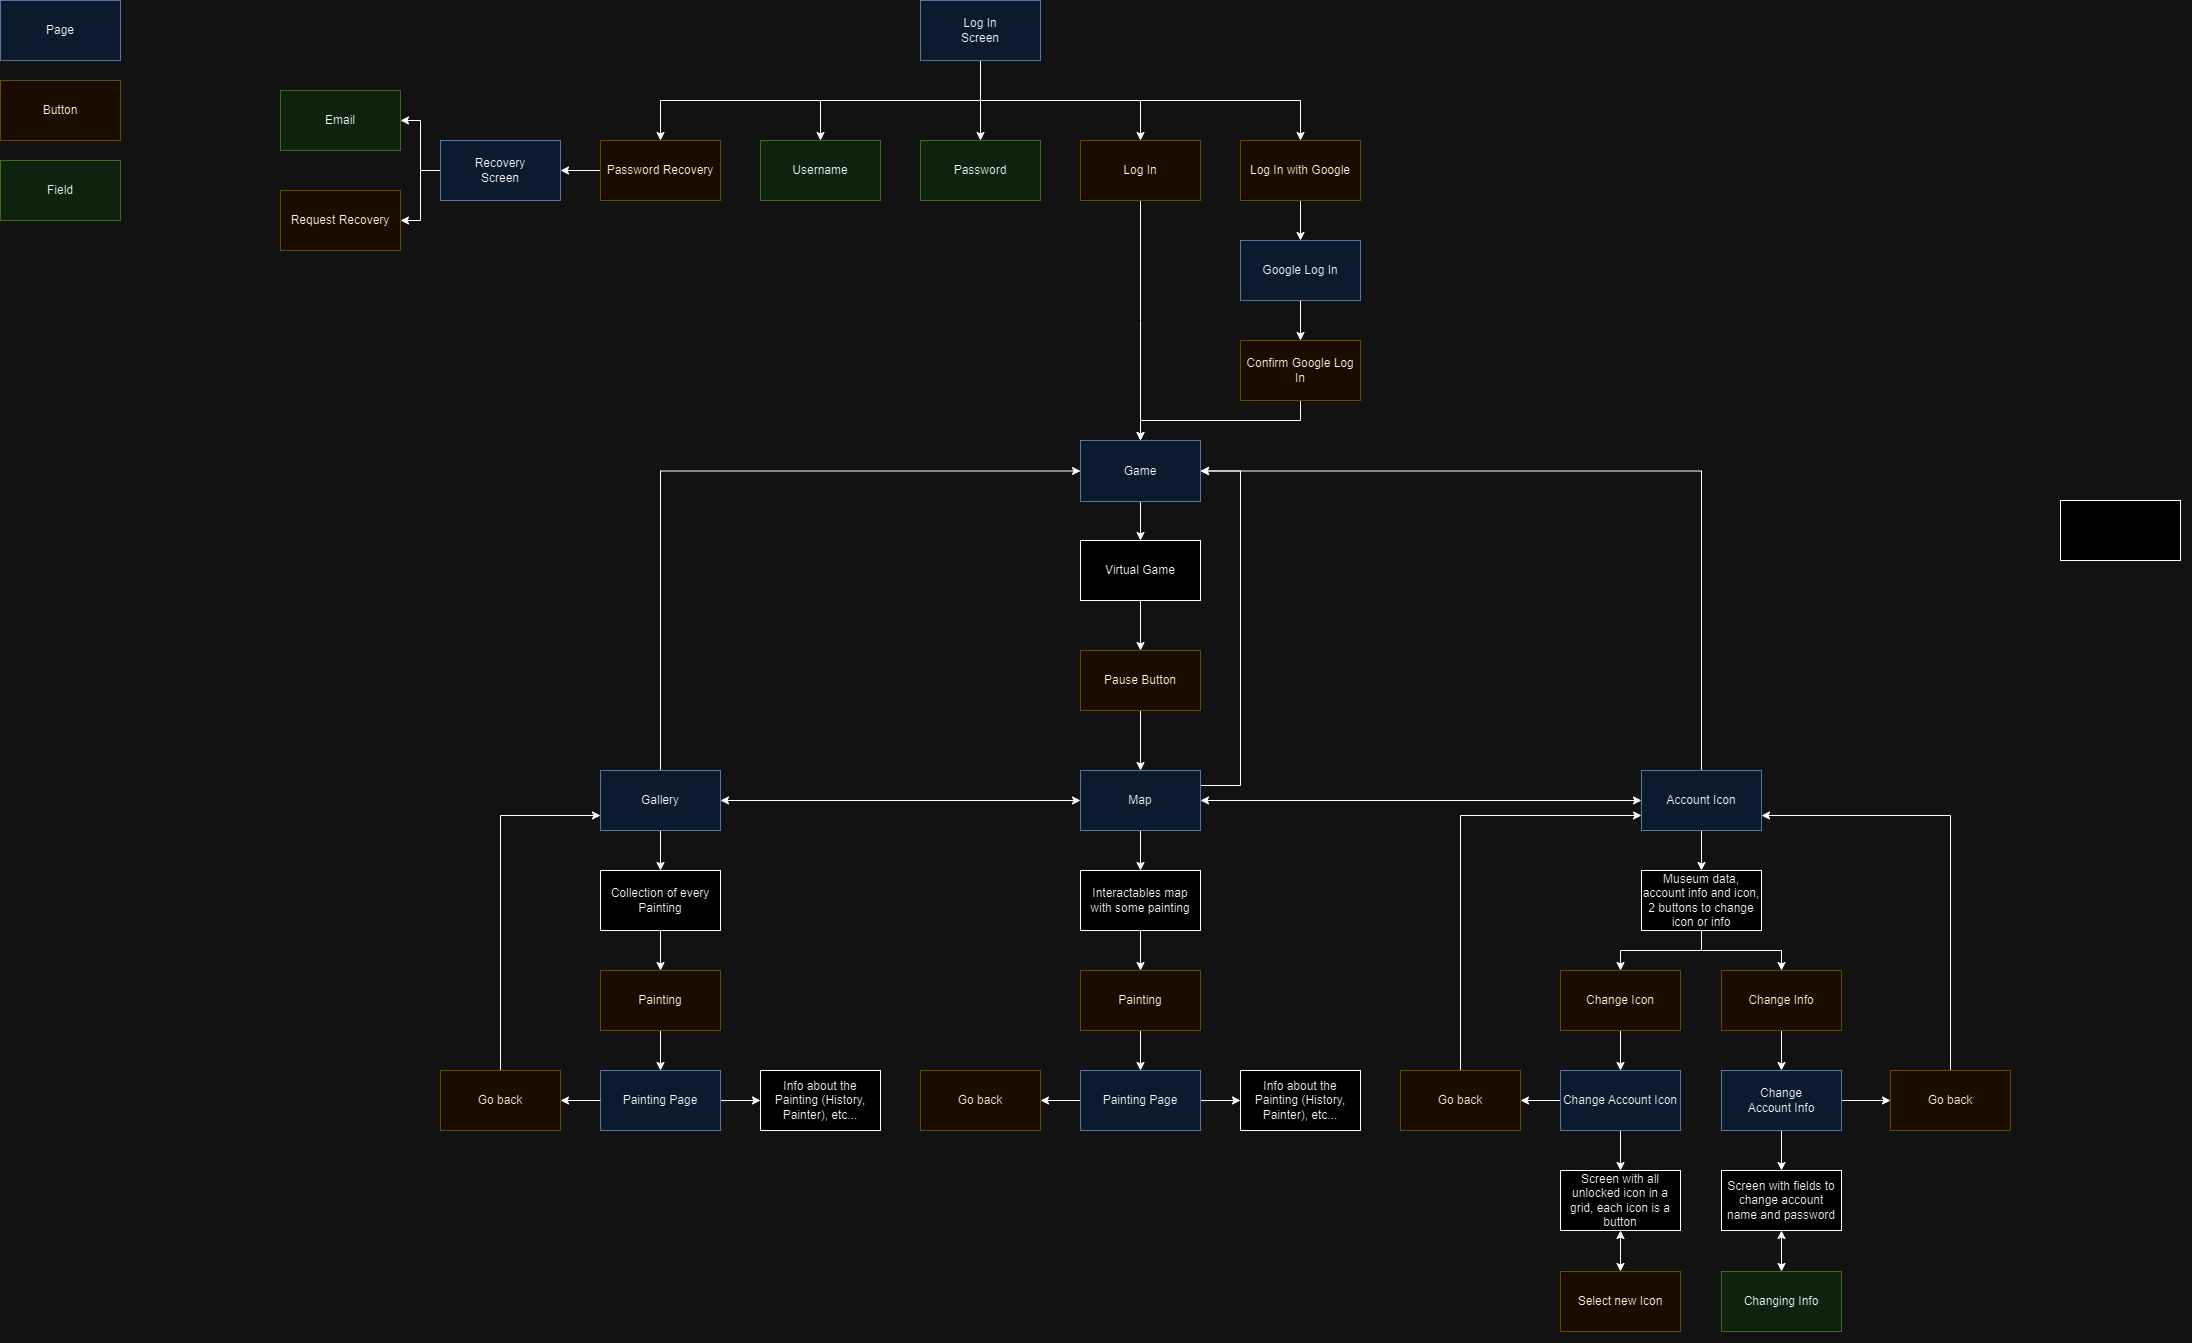 Page
Log In
Screen
Button
Email
Field
Recovery
Screen
Password Recovery
Username
Password
Log In
Log In with Google
Request Recovery
Google Log In
Confirm Google Log
In
Game
Virtual Game
Pause Button
Gallery
Map
Account Icon
Collection of every
Painting
Interactables map
with some painting
Museum data,
account info and icon,
2 buttons to change
icon or info
Painting
Painting
Change Icon
Change Info
Go back
Painting Page
Info about the
Painting (History,
Painter), etc...
Go back
Painting Page
Info about the
Painting (History,
Painter), etc...
Go back
Change Account Icon
Change
Account Info
Go back
Screen with all
unlocked icon in a
grid, each icon is a
button
Screen with fields to
change account
name and password
Select new Icon
Changing Info